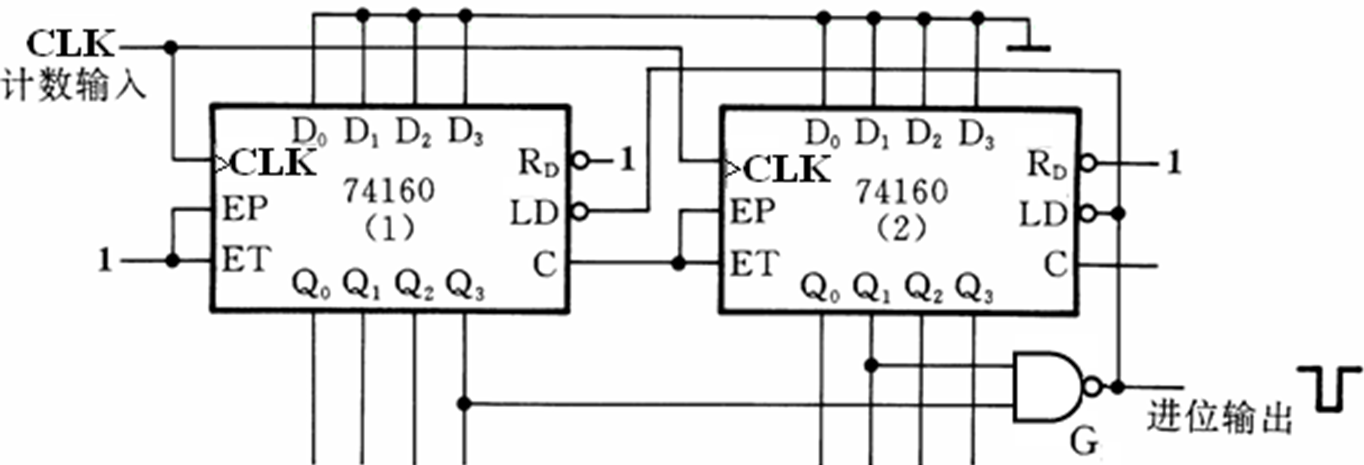 CLK
计数输入
D₀ D₁ D₂ D₃
CLK
R_D 1
74160
EP
LD
(1)
1
ET
C
Q₀ Q₁ Q₂ Q₃
D₀ D₁ D₂ D₃
CLK
R_D 1
74160
EP
LD
(2)
ET
C
Q₀ Q₁ Q₂ Q₃
G
进位输出